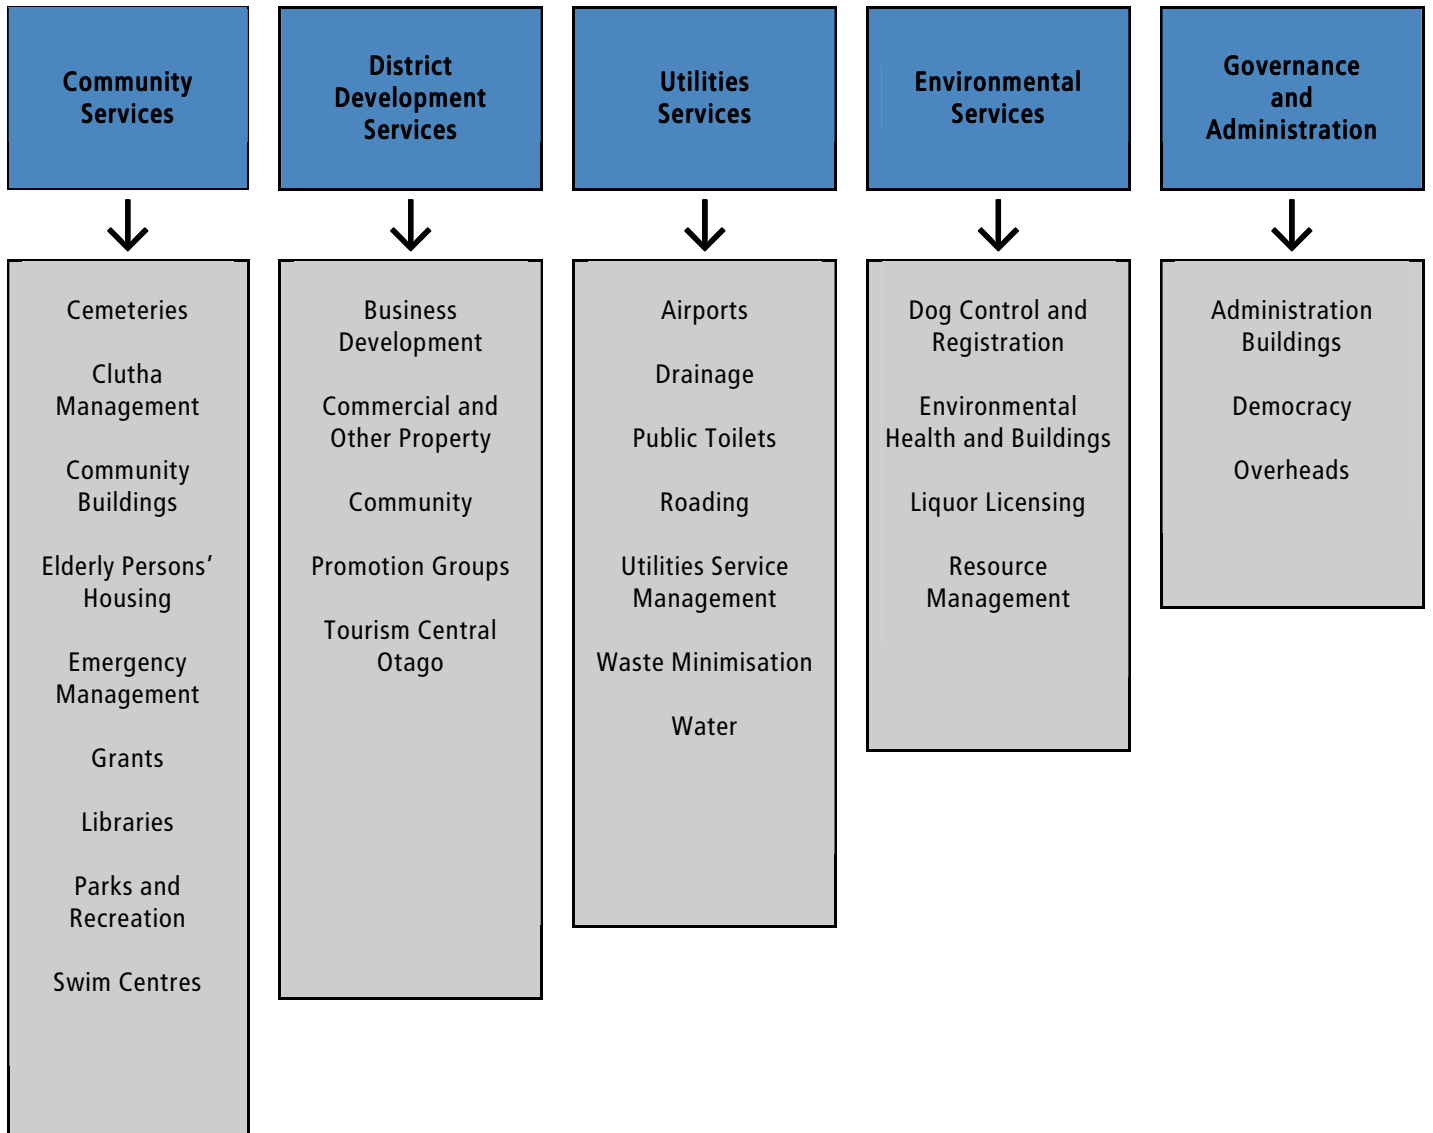 Community
Services
District
Development
Services
Utilities
Services
Environmental
Services
Governance
and
Administration
Cemeteries
Clutha
Management
Community
Buildings
Elderly Persons’
Housing
Emergency
Management
Grants
Libraries
Parks and
Recreation
Swim Centres
Business
Development
Commercial and
Other Property
Community
Promotion Groups
Tourism Central
Otago
Airports
Drainage
Public Toilets
Roading
Utilities Service
Management
Waste Minimisation
Water
Dog Control and
Registration
Environmental
Health and Buildings
Liquor Licensing
Resource
Management
Administration
Buildings
Democracy
Overheads